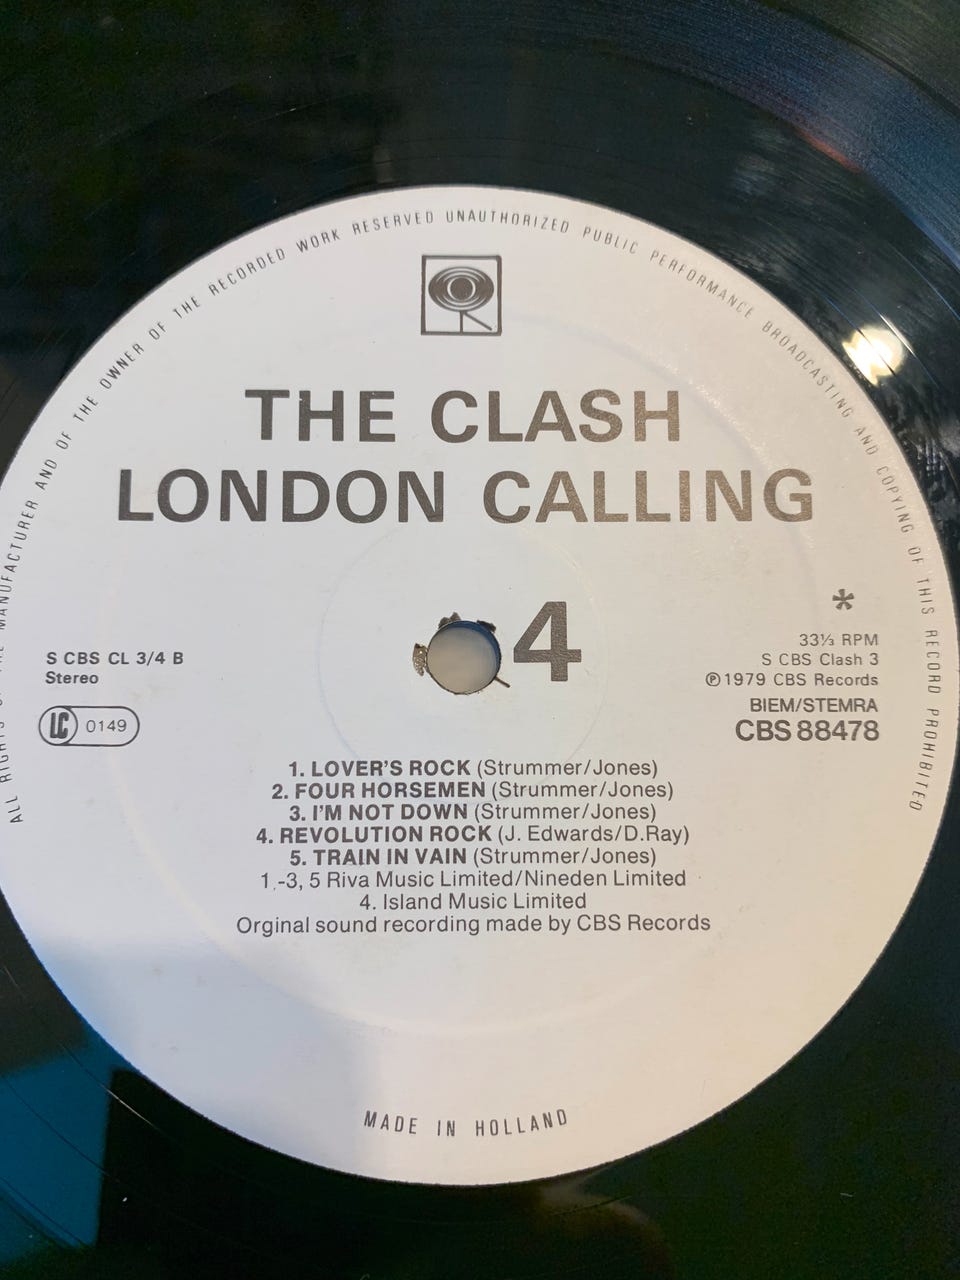 ALL RIGHTS OF THE MANUFACTURER AND OF THE OWNER OF THE RECORDED WORK RESERVED UNAUTHORIZED PUBLIC PERFORMANCE BROADCASTING AND COPYING OF THIS RECORD PROHIBITED
THE CLASH
LONDON CALLING
4
*
S CBS CL 3/4 B
Stereo
LC 0149
33⅓ RPM
S CBS Clash 3
℗1979 CBS Records
BIEM/STEMRA
CBS 88478
1. LOVER'S ROCK (Strummer/Jones)
2. FOUR HORSEMEN (Strummer/Jones)
3. I'M NOT DOWN (Strummer/Jones)
4. REVOLUTION ROCK (J. Edwards/D.Ray)
5. TRAIN IN VAIN (Strummer/Jones)
1.-3, 5 Riva Music Limited/Nineden Limited
4. Island Music Limited
Orginal sound recording made by CBS Records
MADE IN HOLLAND